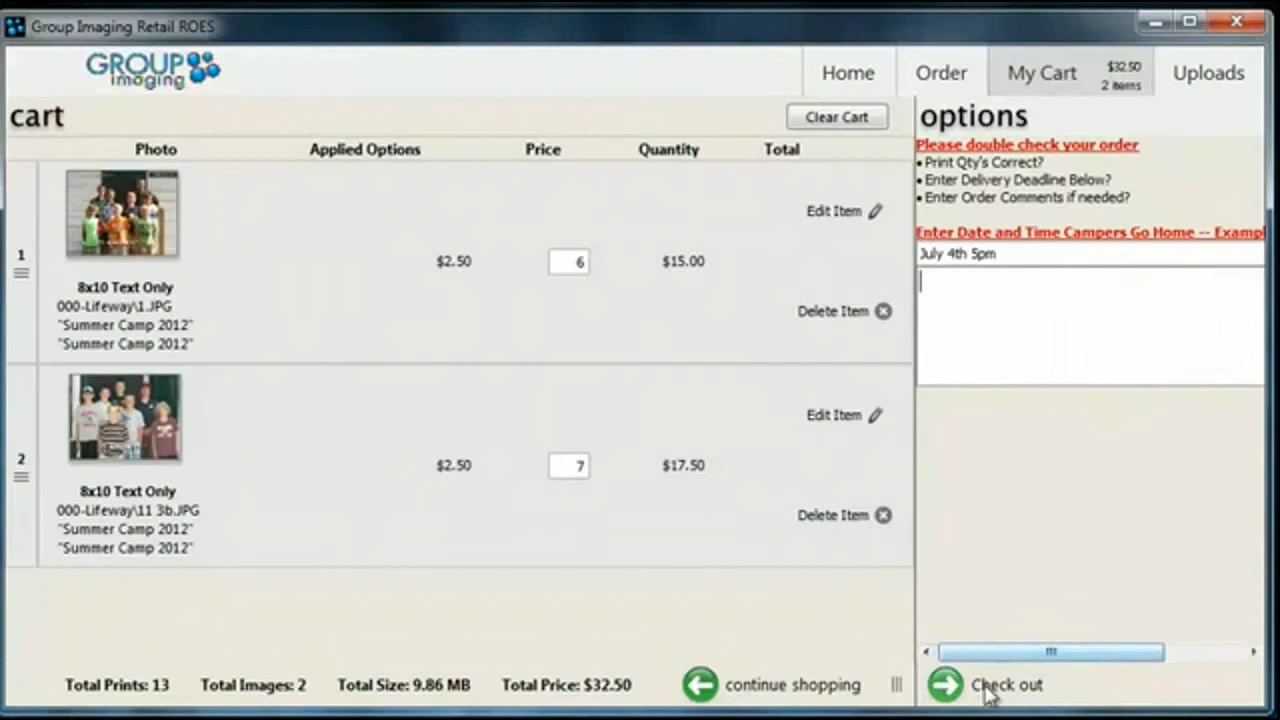 Group Imaging Retail ROES
GROUP
imaging
Home
Order
My Cart
$32.50
2 items
Uploads
cart
Clear Cart
options
Photo
Applied Options
Price
Quantity
Total
Please double check your order
• Print Qty's Correct?
• Enter Delivery Deadline Below?
• Enter Order Comments if needed?
Enter Date and Time Campers Go Home -- Exampl
July 4th 5pm
1
8x10 Text Only
000-Lifeway\1.JPG
"Summer Camp 2012"
"Summer Camp 2012"
$2.50
6
$15.00
Edit Item
Delete Item
2
8x10 Text Only
000-Lifeway\11 3b.JPG
"Summer Camp 2012"
"Summer Camp 2012"
$2.50
7
$17.50
Edit Item
Delete Item
Total Prints: 13
Total Images: 2
Total Size: 9.86 MB
Total Price: $32.50
continue shopping
Check out